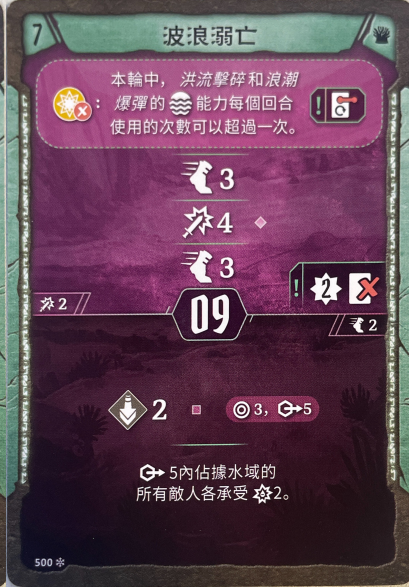 7 波浪溺亡
本輪中，洪流擊碎和浪潮
爆彈的 能力每個回合
使用的次數可以超過一次。
!
3
4
3
! 2
2
09
2
2
3，5
5內佔據水域的
所有敵人各承受 2。
500